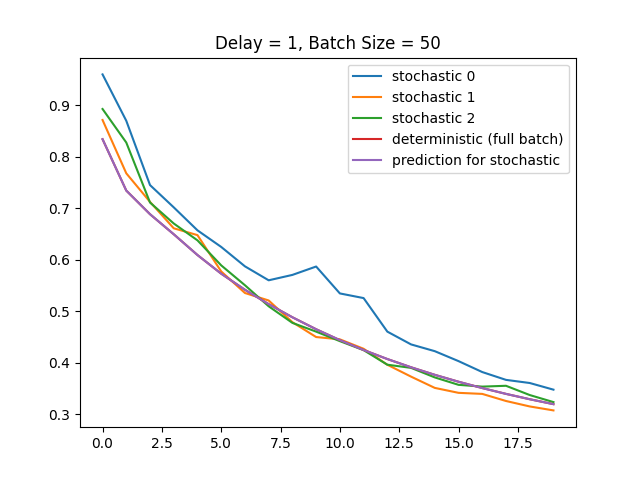 Delay = 1, Batch Size = 50
stochastic 0
stochastic 1
stochastic 2
deterministic (full batch)
prediction for stochastic
0.9
0.8
0.7
0.6
0.5
0.4
0.3
0.0 2.5 5.0 7.5 10.0 12.5 15.0 17.5